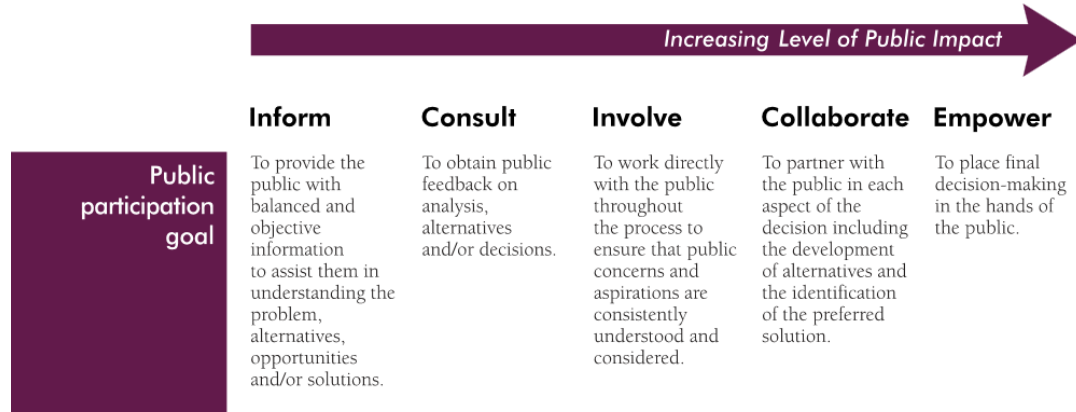 Increasing Level of Public Impact
Inform
Consult
Involve
Collaborate
Empower
Public
participation
goal
To provide the
public with
balanced and
objective
information
to assist them in
understanding the
problem,
alternatives,
opportunities
and/or solutions.
To obtain public
feedback on
analysis,
alternatives
and/or decisions.
To work directly
with the public
throughout
the process to
ensure that public
concerns and
aspirations are
consistently
understood and
considered.
To partner with
the public in each
aspect of the
decision including
the development
of alternatives and
the identification
of the preferred
solution.
To place final
decision-making
in the hands of
the public.